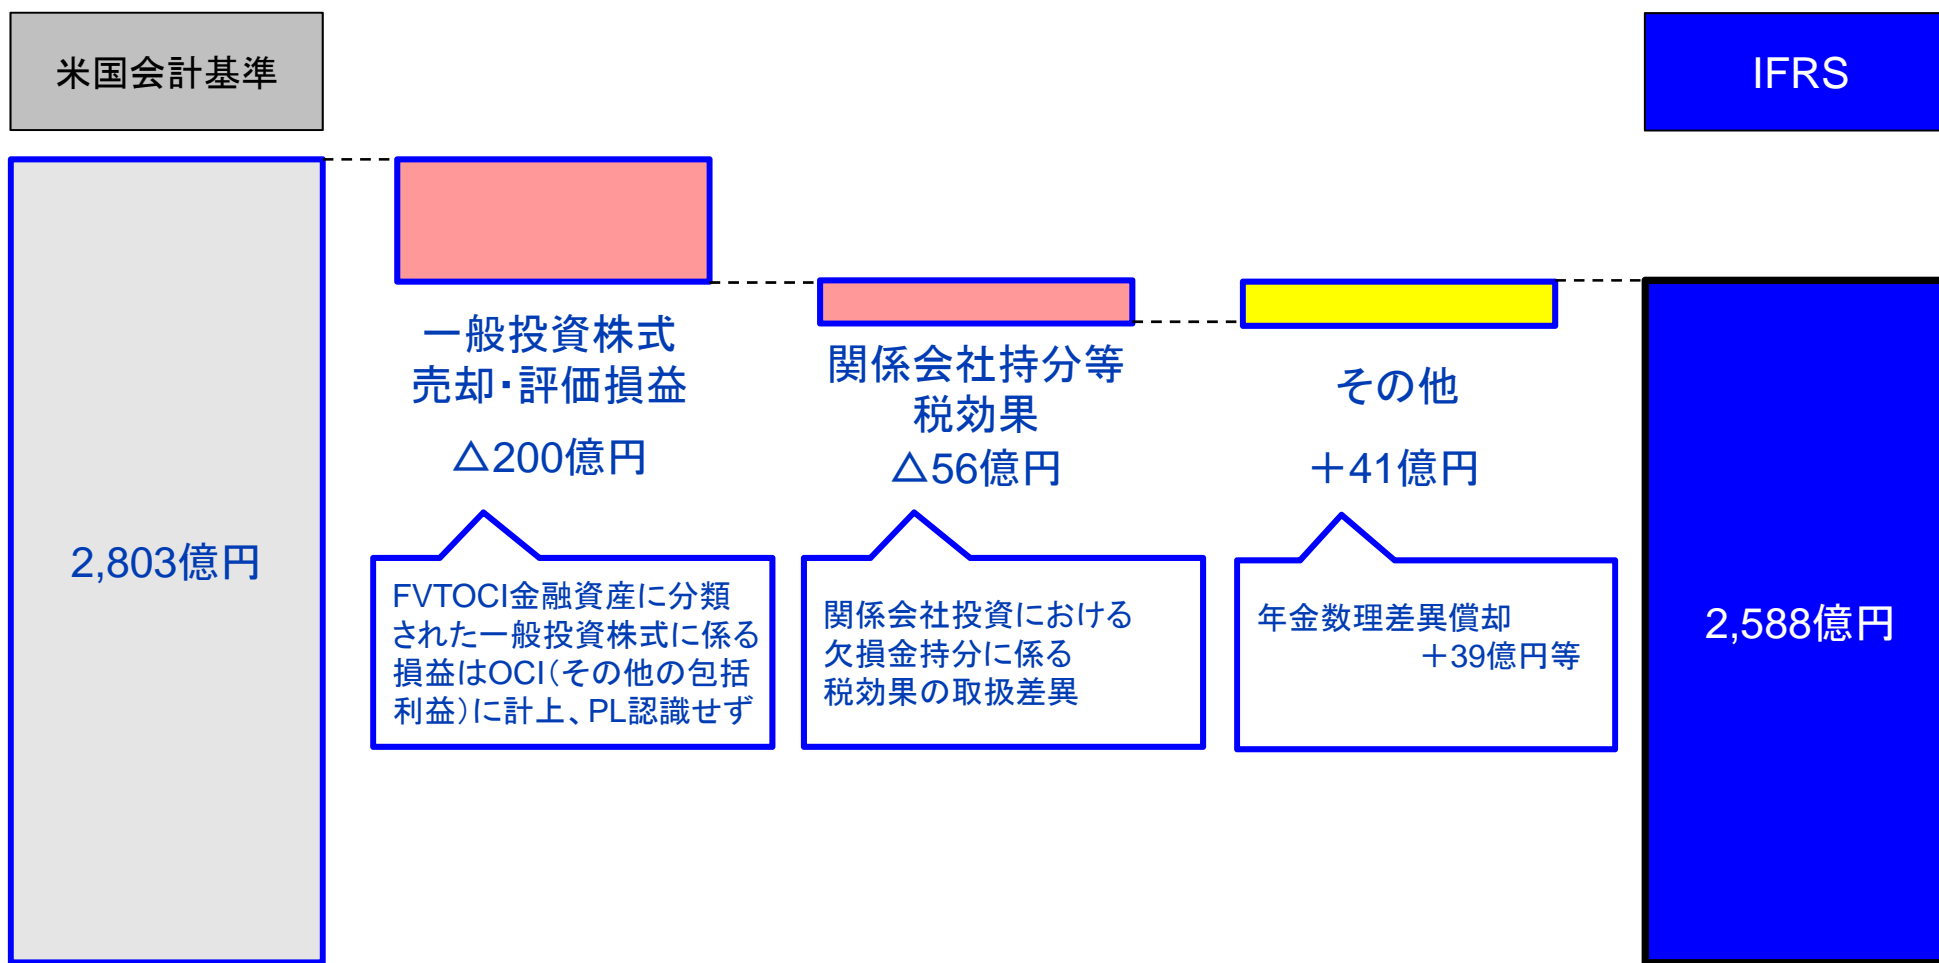 米国会計基準
IFRS
2,803億円
一般投資株式
売却・評価損益
△200億円
FVTOCI金融資産に分類
された一般投資株式に係る
損益はOCI（その他の包括
利益）に計上、PL認識せず
関係会社持分等
税効果
△56億円
関係会社投資における
欠損金持分に係る
税効果の取扱差異
その他
＋41億円
年金数理差異償却
＋39億円等
2,588億円